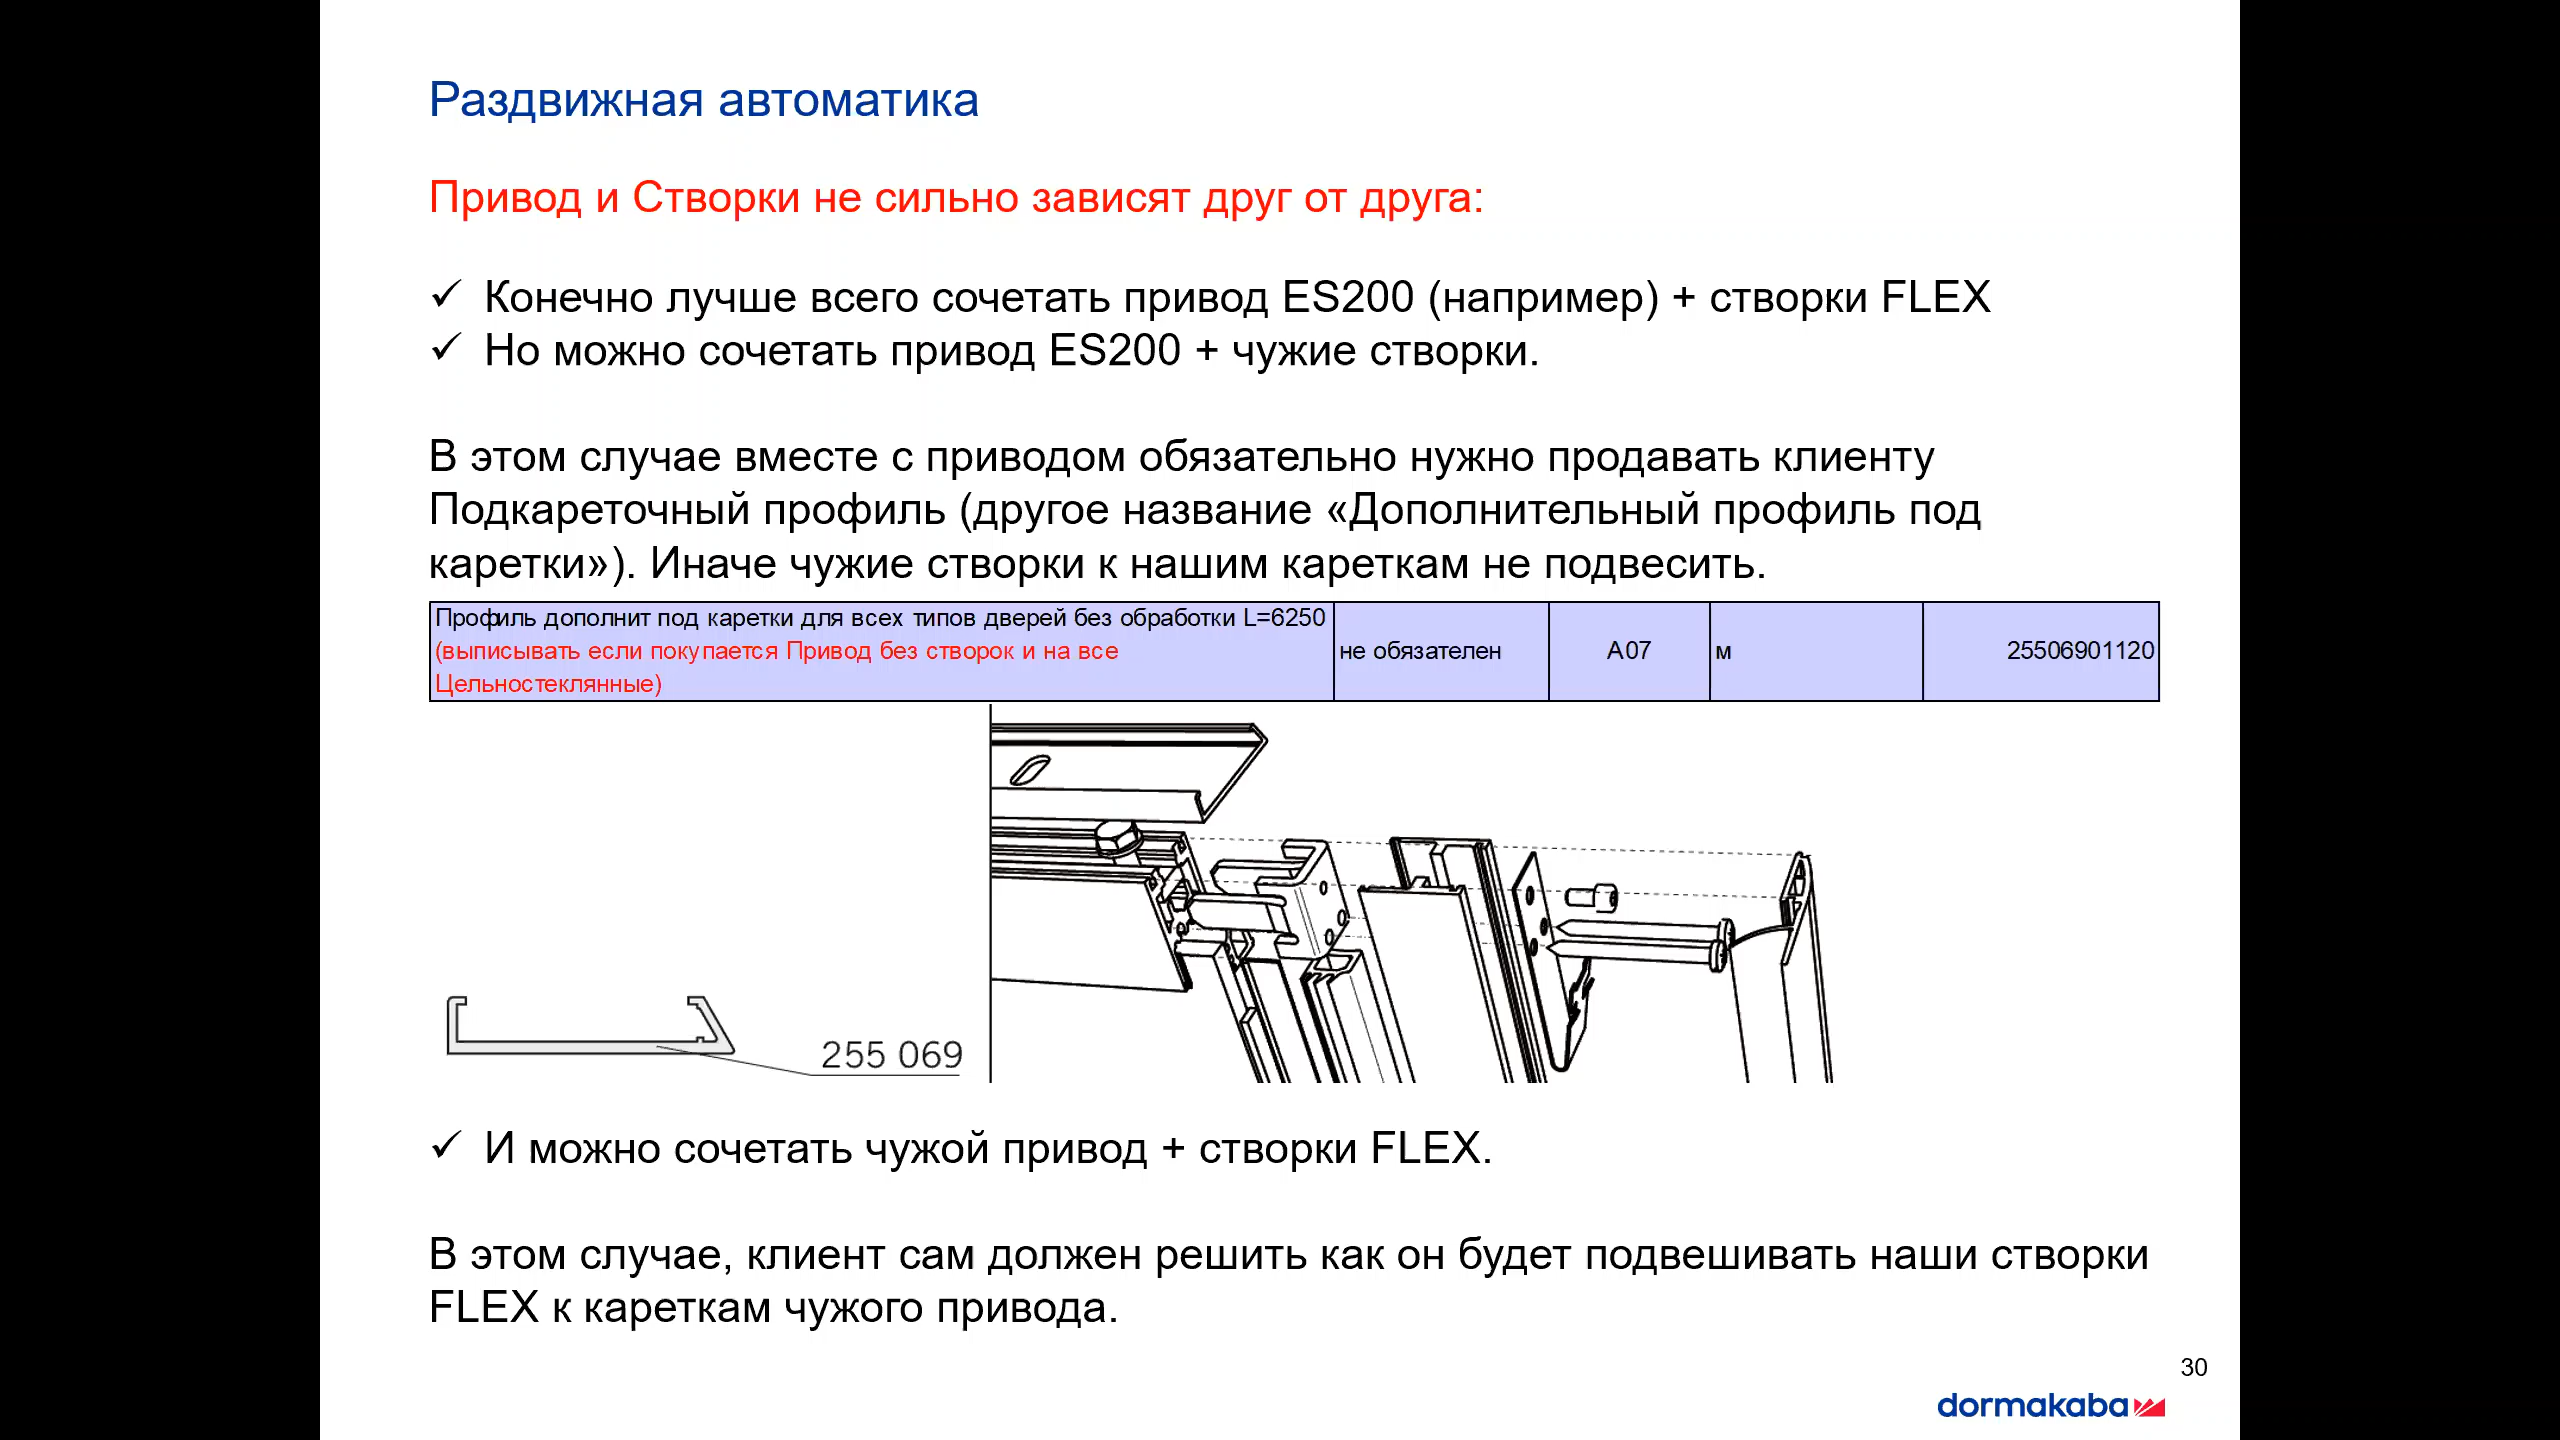 Раздвижная автоматика
Привод и Створки не сильно зависят друг от друга:
✓ Конечно лучше всего сочетать привод ES200 (например) + створки FLEX
✓ Но можно сочетать привод ES200 + чужие створки.
В этом случае вместе с приводом обязательно нужно продавать клиенту
Подкареточный профиль (другое название «Дополнительный профиль под
каретки»). Иначе чужие створки к нашим кареткам не подвесить.
Профиль дополнит под каретки для всех типов дверей без обработки L=6250
(выписывать если покупается Привод без створок и на все
Цельностеклянные)
не обязателен
А07
м
25506901120
255 069
✓ И можно сочетать чужой привод + створки FLEX.
В этом случае, клиент сам должен решить как он будет подвешивать наши створки
FLEX к кареткам чужого привода.
30
dormakaba